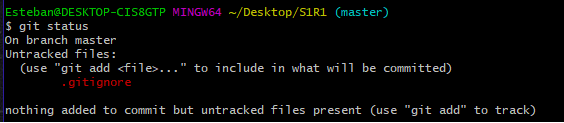 Esteban@DESKTOP-CIS8GTP MINGW64 ~/Desktop/S1R1 (master)
$ git status
On branch master
Untracked files:
  (use "git add <file>..." to include in what will be committed)
        .gitignore

nothing added to commit but untracked files present (use "git add" to track)